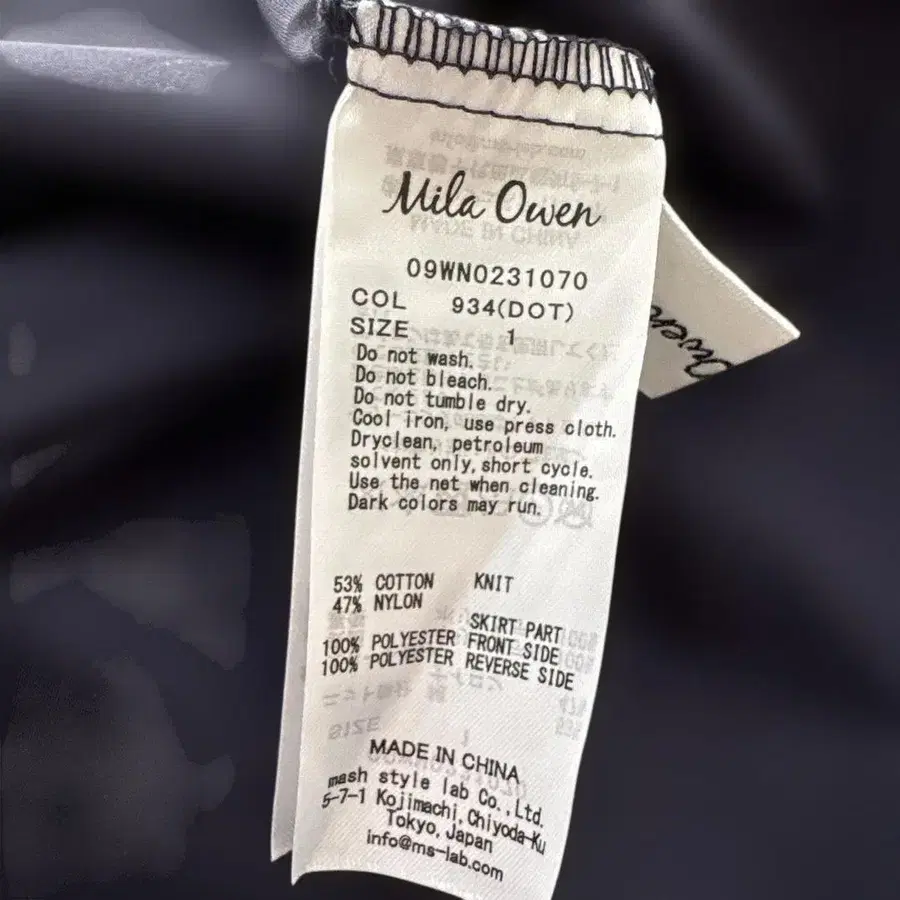 Mila Owen
09WN0231070
COL 934(DOT)
SIZE 1
Do not wash.
Do not bleach.
Do not tumble dry.
Cool iron, use press cloth.
Dryclean, petroleum
solvent only,short cycle.
Use the net when cleaning.
Dark colors may run.
53% COTTON KNIT
47% NYLON
SKIRT PART
100% POLYESTER FRONT SIDE
100% POLYESTER REVERSE SIDE
MADE IN CHINA
mash style lab Co.,Ltd.
5-7-1 Kojimachi,Chiyoda-Ku
Tokyo,Japan
info@ms-lab.com
Owen